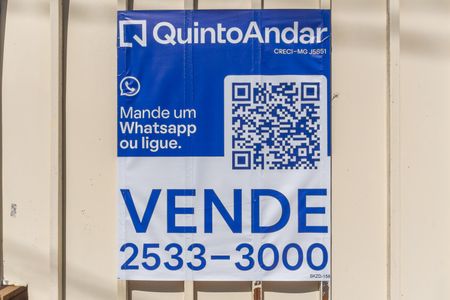 QuintoAndar
CRECI-MG J5851
Mande um
Whatsapp
ou ligue.
VENDE
2533-3000